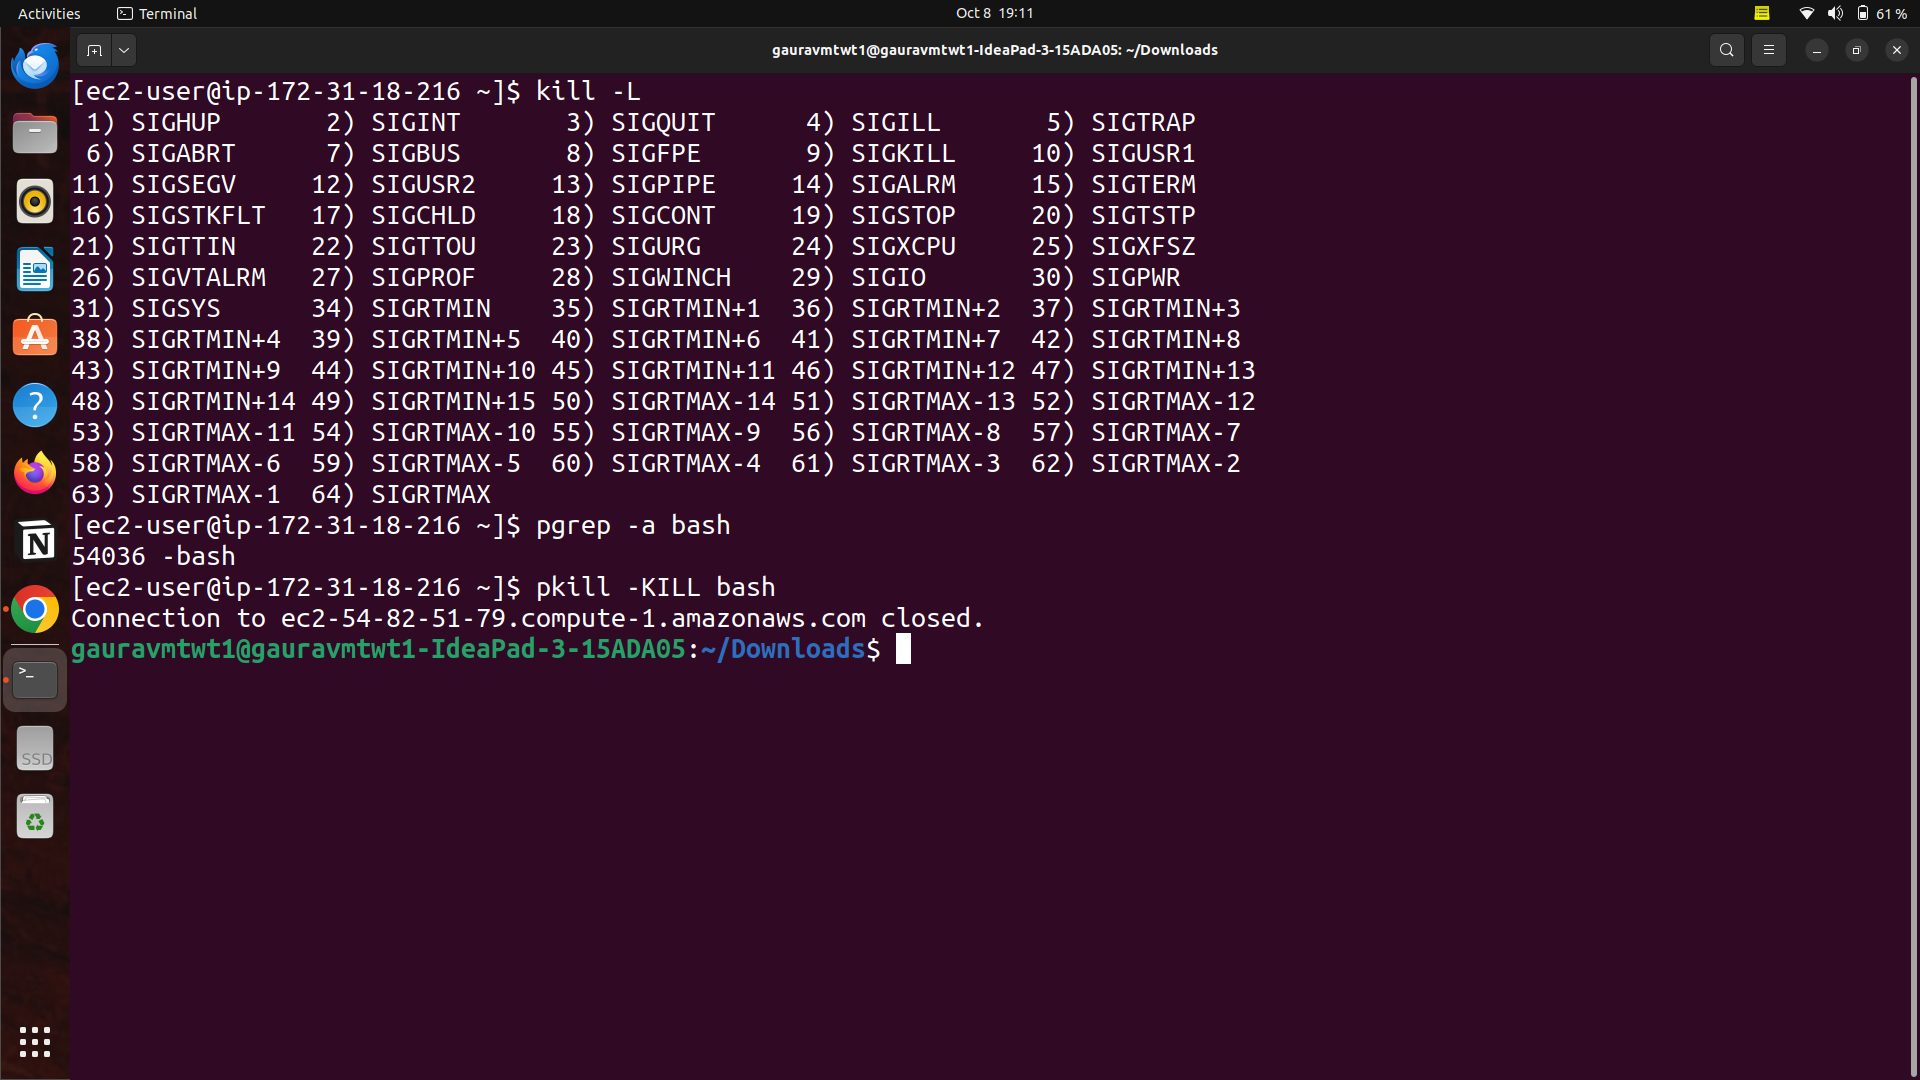 Activities Terminal Oct 8 19:11 61 %
gauravmtwt1@gauravmtwt1-IdeaPad-3-15ADA05: ~/Downloads
[ec2-user@ip-172-31-18-216 ~]$ kill -L
 1) SIGHUP       2) SIGINT       3) SIGQUIT      4) SIGILL       5) SIGTRAP
 6) SIGABRT      7) SIGBUS       8) SIGFPE       9) SIGKILL     10) SIGUSR1
11) SIGSEGV     12) SIGUSR2     13) SIGPIPE     14) SIGALRM     15) SIGTERM
16) SIGSTKFLT   17) SIGCHLD     18) SIGCONT     19) SIGSTOP     20) SIGTSTP
21) SIGTTIN     22) SIGTTOU     23) SIGURG      24) SIGXCPU     25) SIGXFSZ
26) SIGVTALRM   27) SIGPROF     28) SIGWINCH    29) SIGIO       30) SIGPWR
31) SIGSYS      34) SIGRTMIN    35) SIGRTMIN+1  36) SIGRTMIN+2  37) SIGRTMIN+3
38) SIGRTMIN+4  39) SIGRTMIN+5  40) SIGRTMIN+6  41) SIGRTMIN+7  42) SIGRTMIN+8
43) SIGRTMIN+9  44) SIGRTMIN+10 45) SIGRTMIN+11 46) SIGRTMIN+12 47) SIGRTMIN+13
48) SIGRTMIN+14 49) SIGRTMIN+15 50) SIGRTMAX-14 51) SIGRTMAX-13 52) SIGRTMAX-12
53) SIGRTMAX-11 54) SIGRTMAX-10 55) SIGRTMAX-9  56) SIGRTMAX-8  57) SIGRTMAX-7
58) SIGRTMAX-6  59) SIGRTMAX-5  60) SIGRTMAX-4  61) SIGRTMAX-3  62) SIGRTMAX-2
63) SIGRTMAX-1  64) SIGRTMAX
[ec2-user@ip-172-31-18-216 ~]$ pgrep -a bash
54036 -bash
[ec2-user@ip-172-31-18-216 ~]$ pkill -KILL bash
Connection to ec2-54-82-51-79.compute-1.amazonaws.com closed.
gauravmtwt1@gauravmtwt1-IdeaPad-3-15ADA05:~/Downloads$
SSD